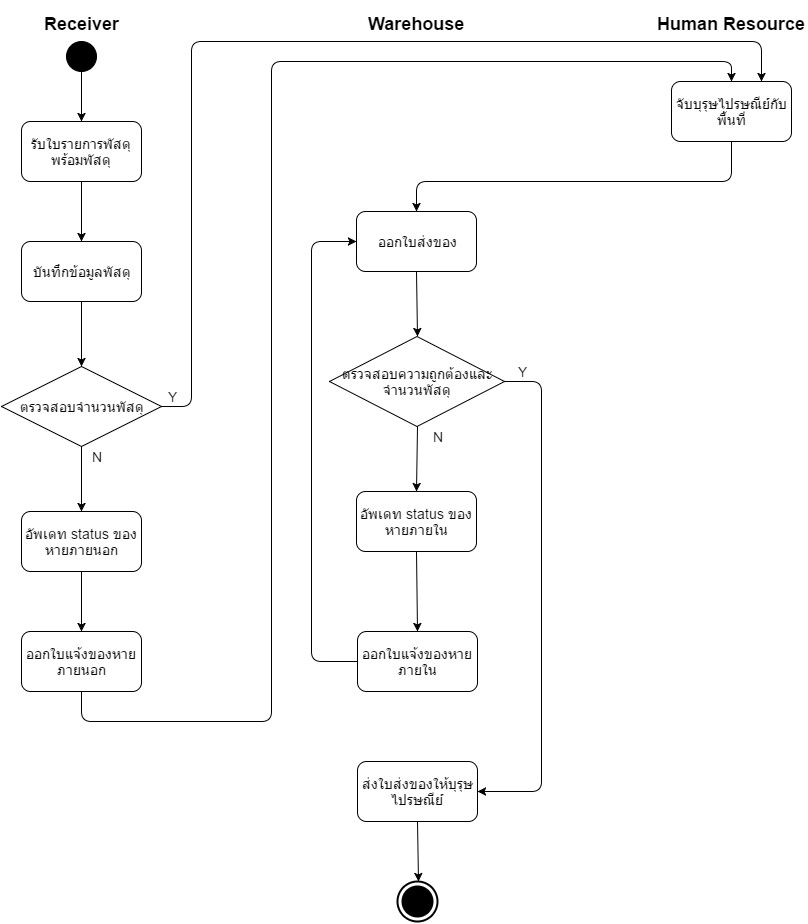 Receiver
Warehouse
Human Resource
จับบุรุษไปรษณีย์กับ
พื้นที่
รับใบรายการพัสดุ
พร้อมพัสดุ
ออกใบส่งของ
บันทึกข้อมูลพัสดุ
ตรวจสอบจำนวนพัสดุ
Y
N
ตรวจสอบความถูกต้องและ
จำนวนพัสดุ
Y
N
อัพเดท status ของ
หายภายนอก
อัพเดท status ของ
หายภายใน
ออกใบแจ้งของหาย
ภายนอก
ออกใบแจ้งของหาย
ภายใน
ส่งใบส่งของให้บุรุษ
ไปรษณีย์